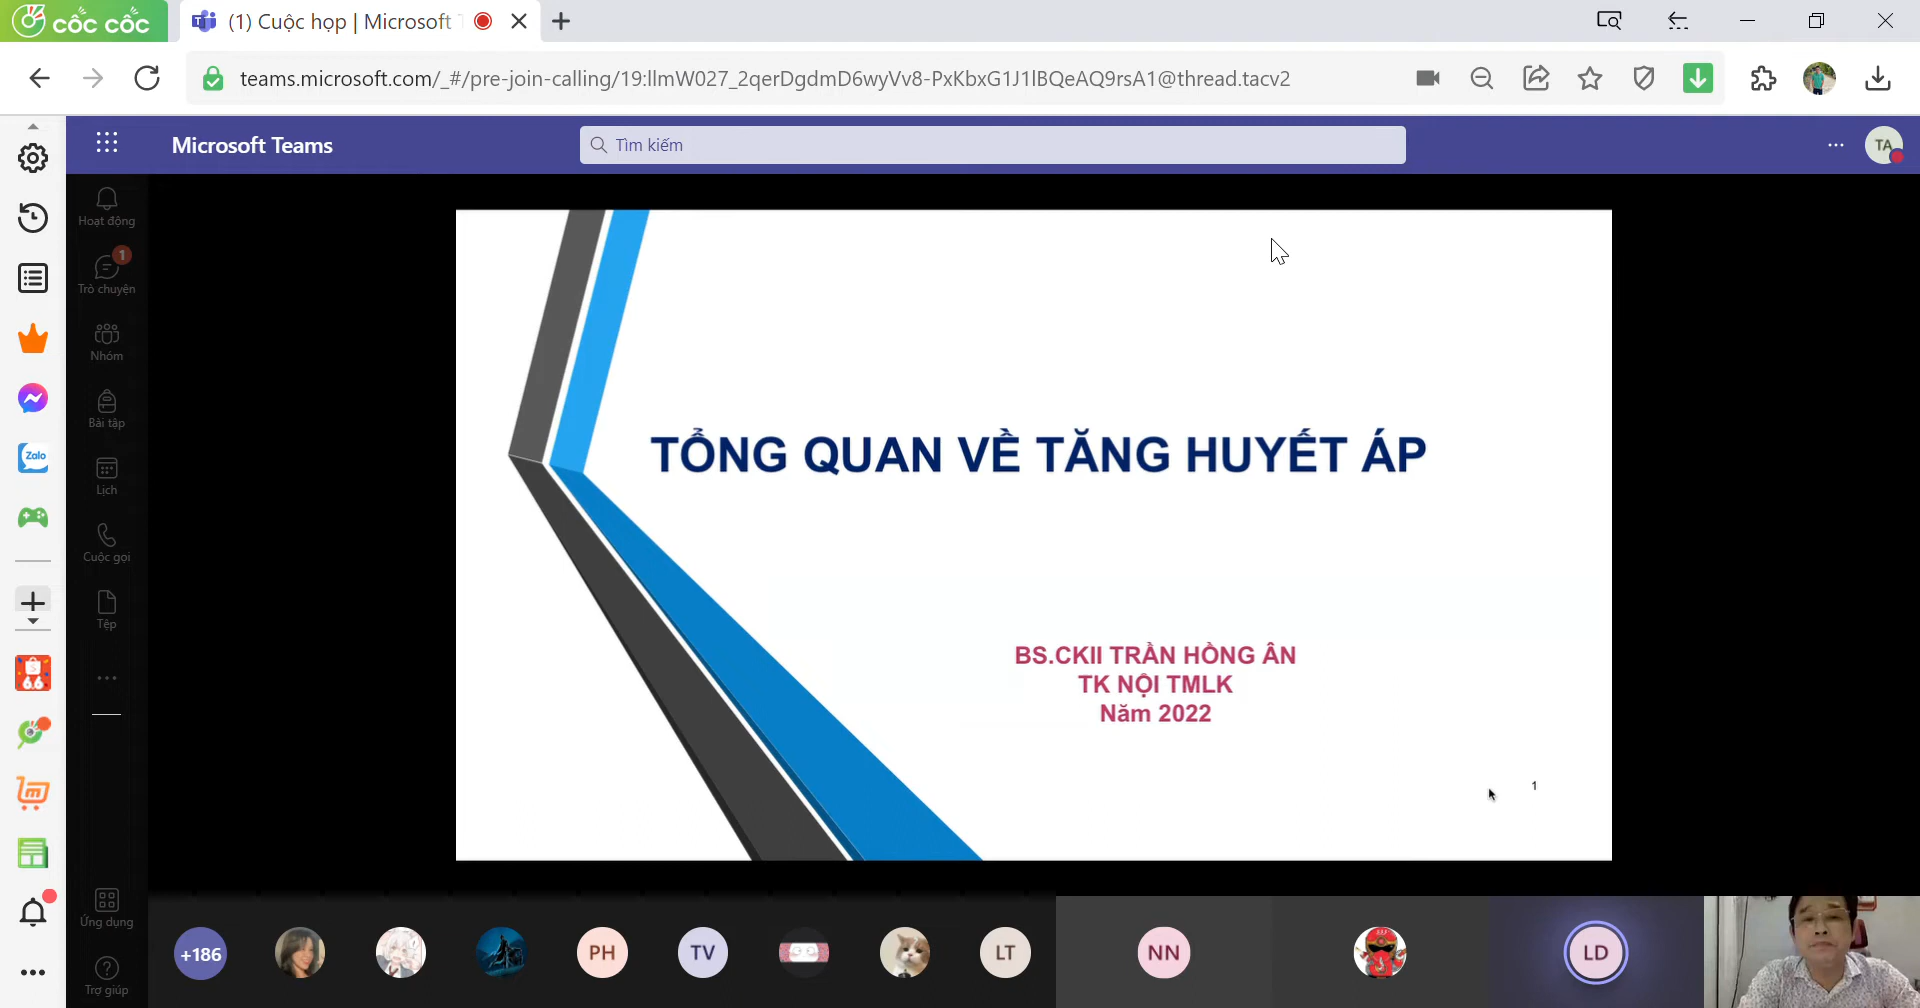 cốc cốc
(1) Cuộc họp | Microsoft
teams.microsoft.com/_#/pre-join-calling/19:llmW027_2qerDgdmD6wyVv8-PxKbxG1J1lBQeAQ9rsA1@thread.tacv2
Microsoft Teams
Tìm kiếm
TA
Hoạt động
1
Trò chuyện
Nhóm
Bài tập
Lịch
Cuộc gọi
Tệp
Zalo
6.6
TỔNG QUAN VỀ TĂNG HUYẾT ÁP
BS.CKII TRẦN HỒNG ÂN
TK NỘI TMLK
Năm 2022
1
Ứng dụng
Trợ giúp
+186
PH
TV
LT
NN
LD